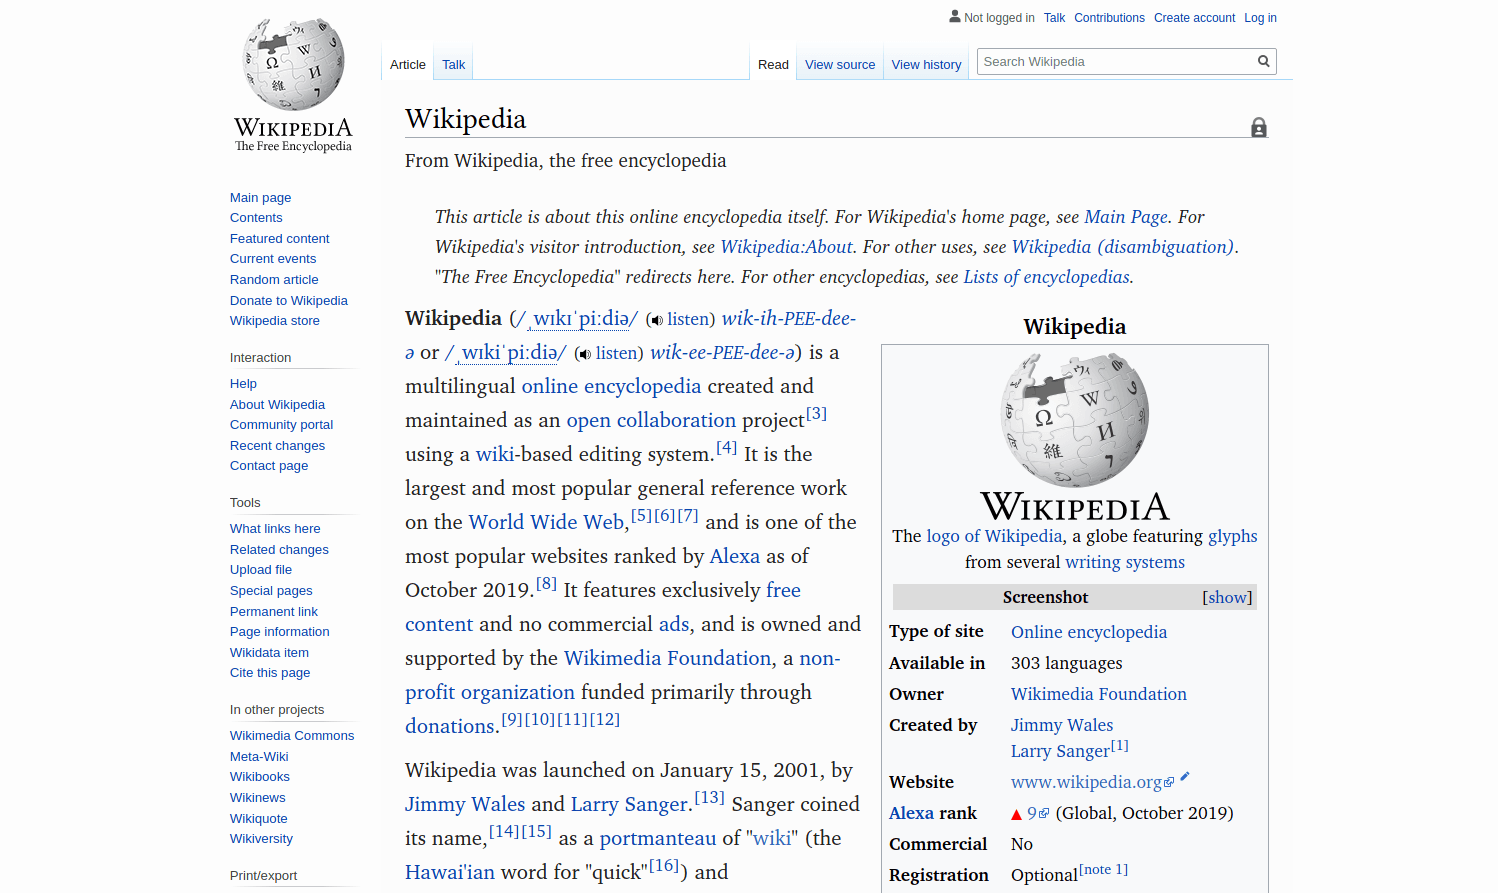 WIKIPEDIA
The Free Encyclopedia
Main page
Contents
Featured content
Current events
Random article
Donate to Wikipedia
Wikipedia store
Interaction
Help
About Wikipedia
Community portal
Recent changes
Contact page
Tools
What links here
Related changes
Upload file
Special pages
Permanent link
Page information
Wikidata item
Cite this page
In other projects
Wikimedia Commons
Meta-Wiki
Wikibooks
Wikinews
Wikiquote
Wikiversity
Print/export
Not logged in Talk Contributions Create account Log in
Article Talk Read View source View history Search Wikipedia
Wikipedia
From Wikipedia, the free encyclopedia
This article is about this online encyclopedia itself. For Wikipedia's home page, see Main Page. For
Wikipedia's visitor introduction, see Wikipedia:About. For other uses, see Wikipedia (disambiguation).
"The Free Encyclopedia" redirects here. For other encyclopedias, see Lists of encyclopedias.
Wikipedia (/ˌwɪkɪˈpiːdiə/ (listen) wik-ih-PEE-dee-
ə or /ˌwɪkiˈpiːdiə/ (listen) wik-ee-PEE-dee-ə) is a
multilingual online encyclopedia created and
maintained as an open collaboration project[3]
using a wiki-based editing system.[4] It is the
largest and most popular general reference work
on the World Wide Web,[5][6][7] and is one of the
most popular websites ranked by Alexa as of
October 2019.[8] It features exclusively free
content and no commercial ads, and is owned and
supported by the Wikimedia Foundation, a non-
profit organization funded primarily through
donations.[9][10][11][12]
Wikipedia was launched on January 15, 2001, by
Jimmy Wales and Larry Sanger.[13] Sanger coined
its name,[14][15] as a portmanteau of "wiki" (the
Hawai'ian word for "quick"[16]) and
Wikipedia
WIKIPEDIA
The logo of Wikipedia, a globe featuring glyphs
from several writing systems
Screenshot [show]
Type of site Online encyclopedia
Available in 303 languages
Owner Wikimedia Foundation
Created by Jimmy Wales
Larry Sanger[1]
Website www.wikipedia.org
Alexa rank ▲ 9 (Global, October 2019)
Commercial No
Registration Optional[note 1]